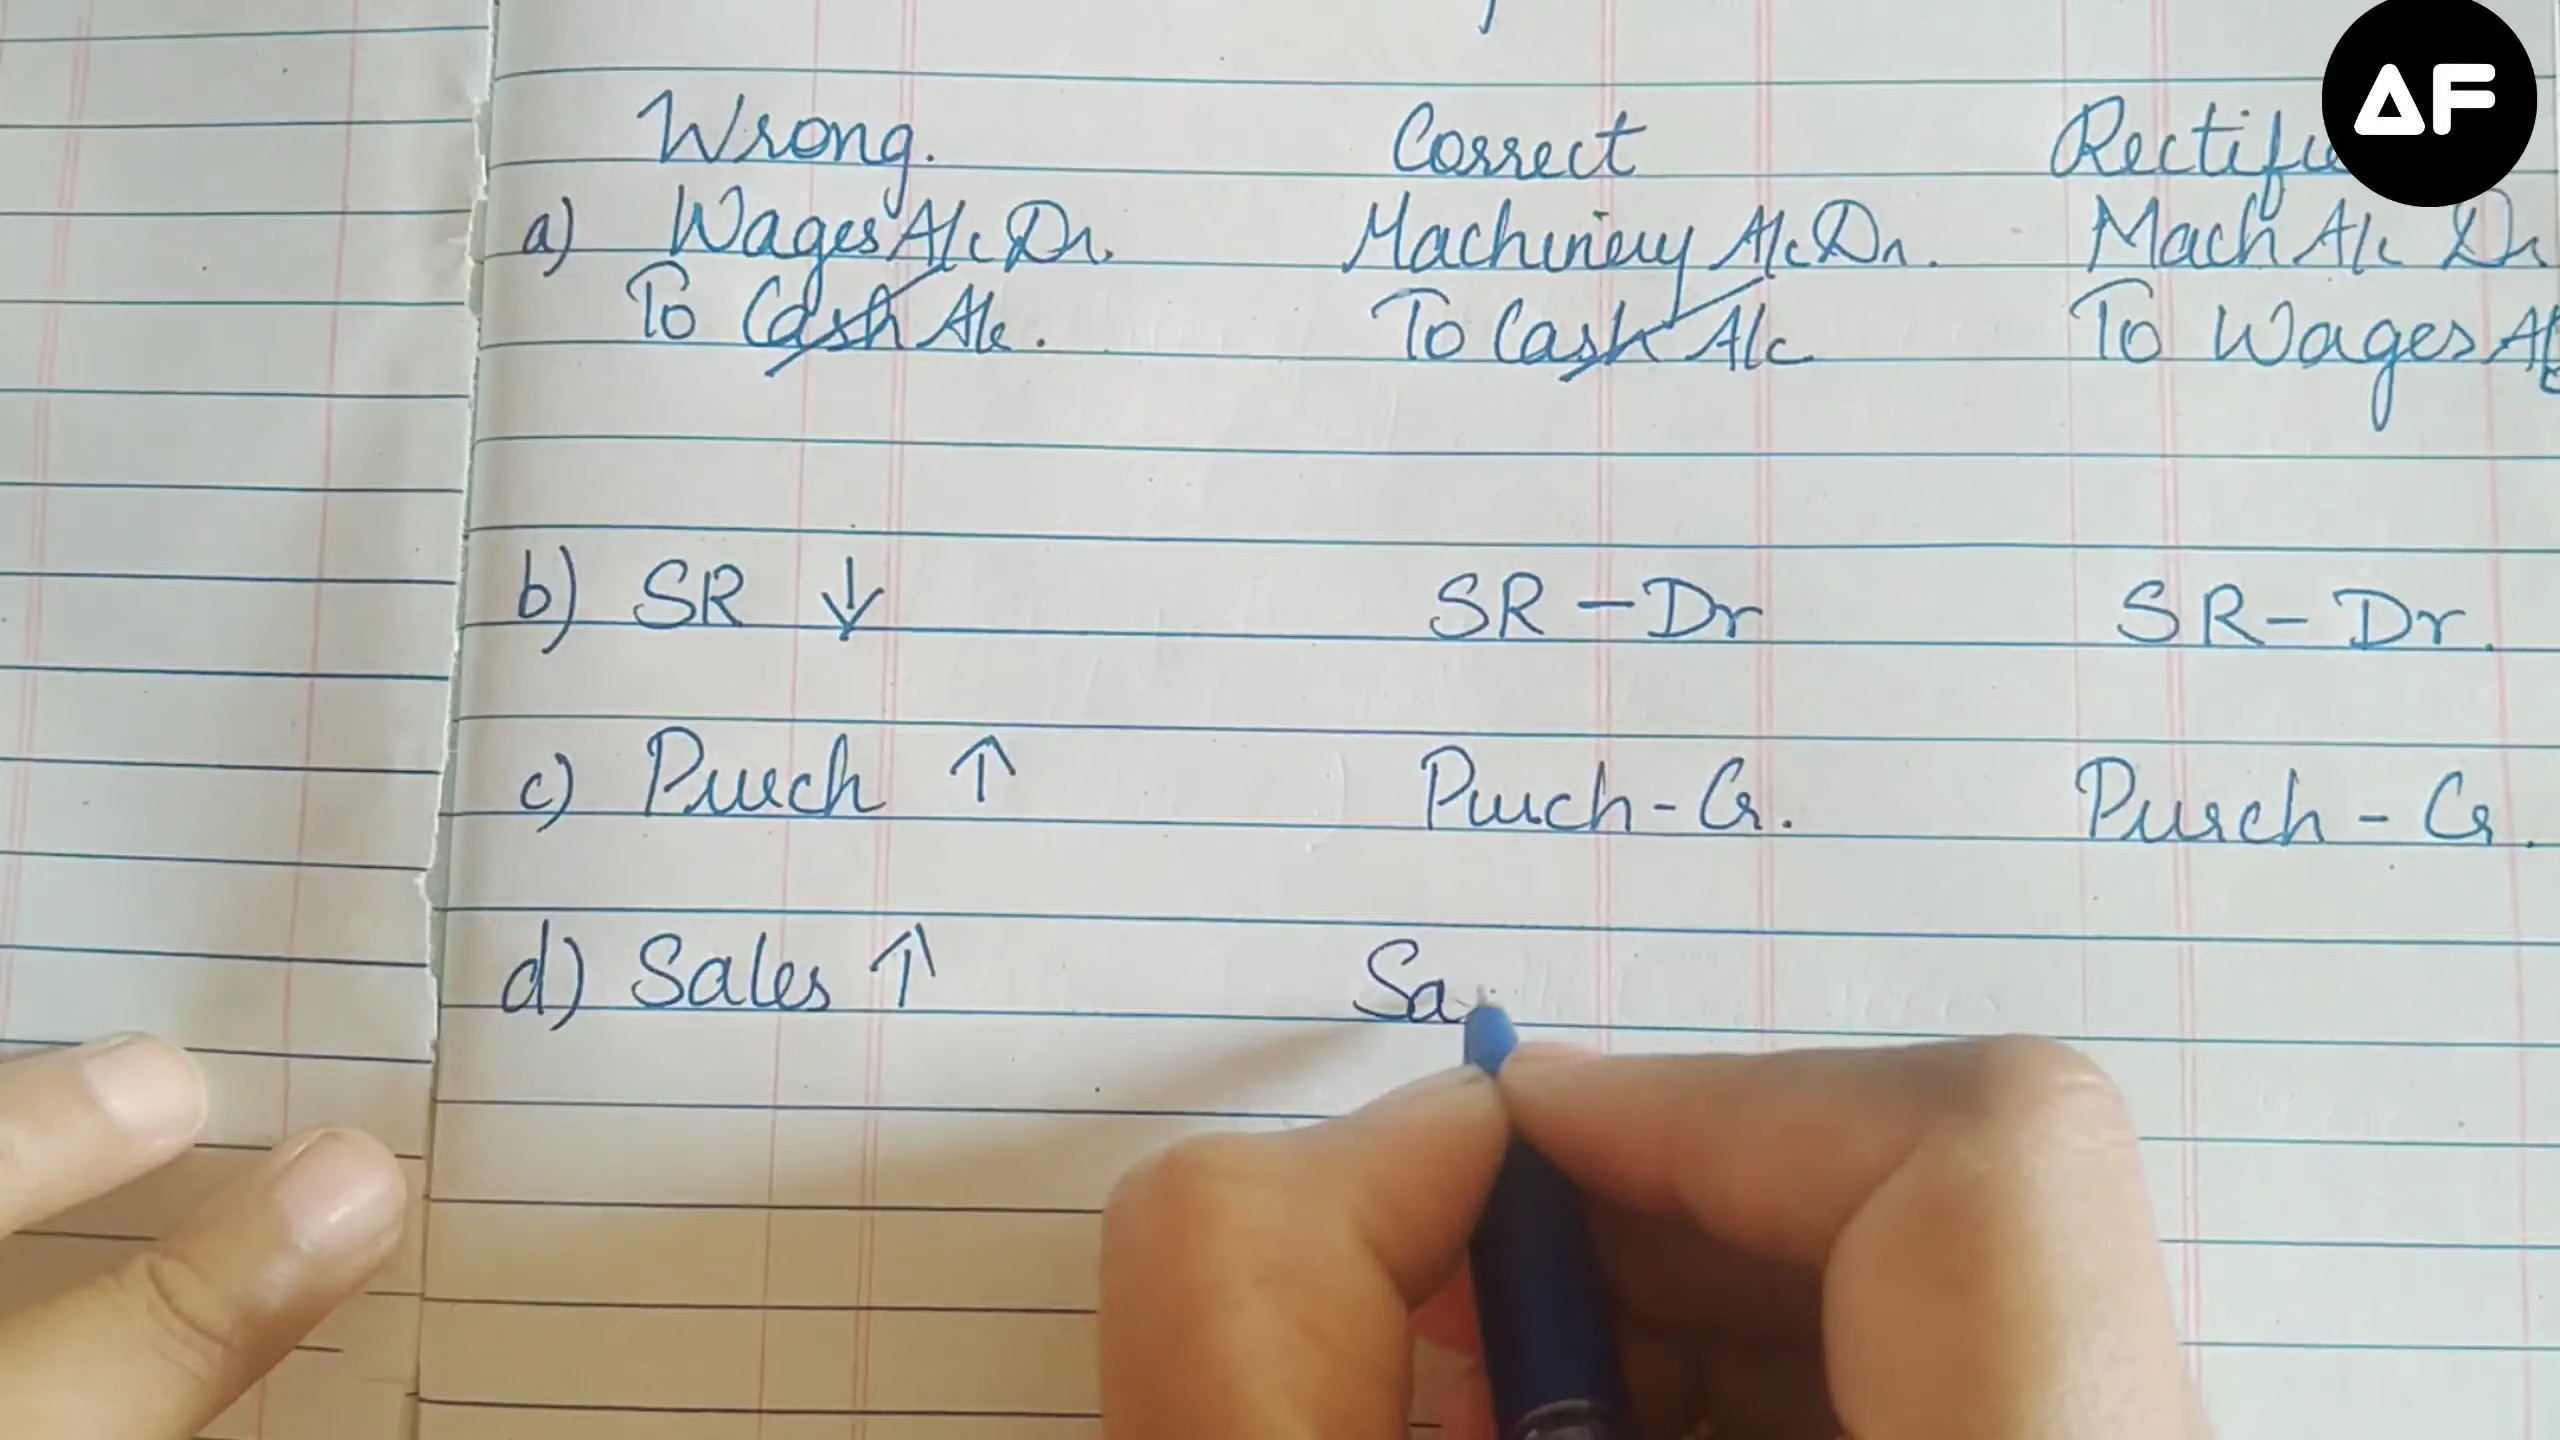 AF
Wrong. Correct
a) Wages A/c Dr. Machinery A/c Dr. Mach A/c Dr
To Cash A/c. To Cash A/c To Wages A/c
b) SR ↓ SR - Dr SR - Dr.
c) Purch ↑ Purch - Cr. Purch - Cr.
d) Sales ↑ Sa